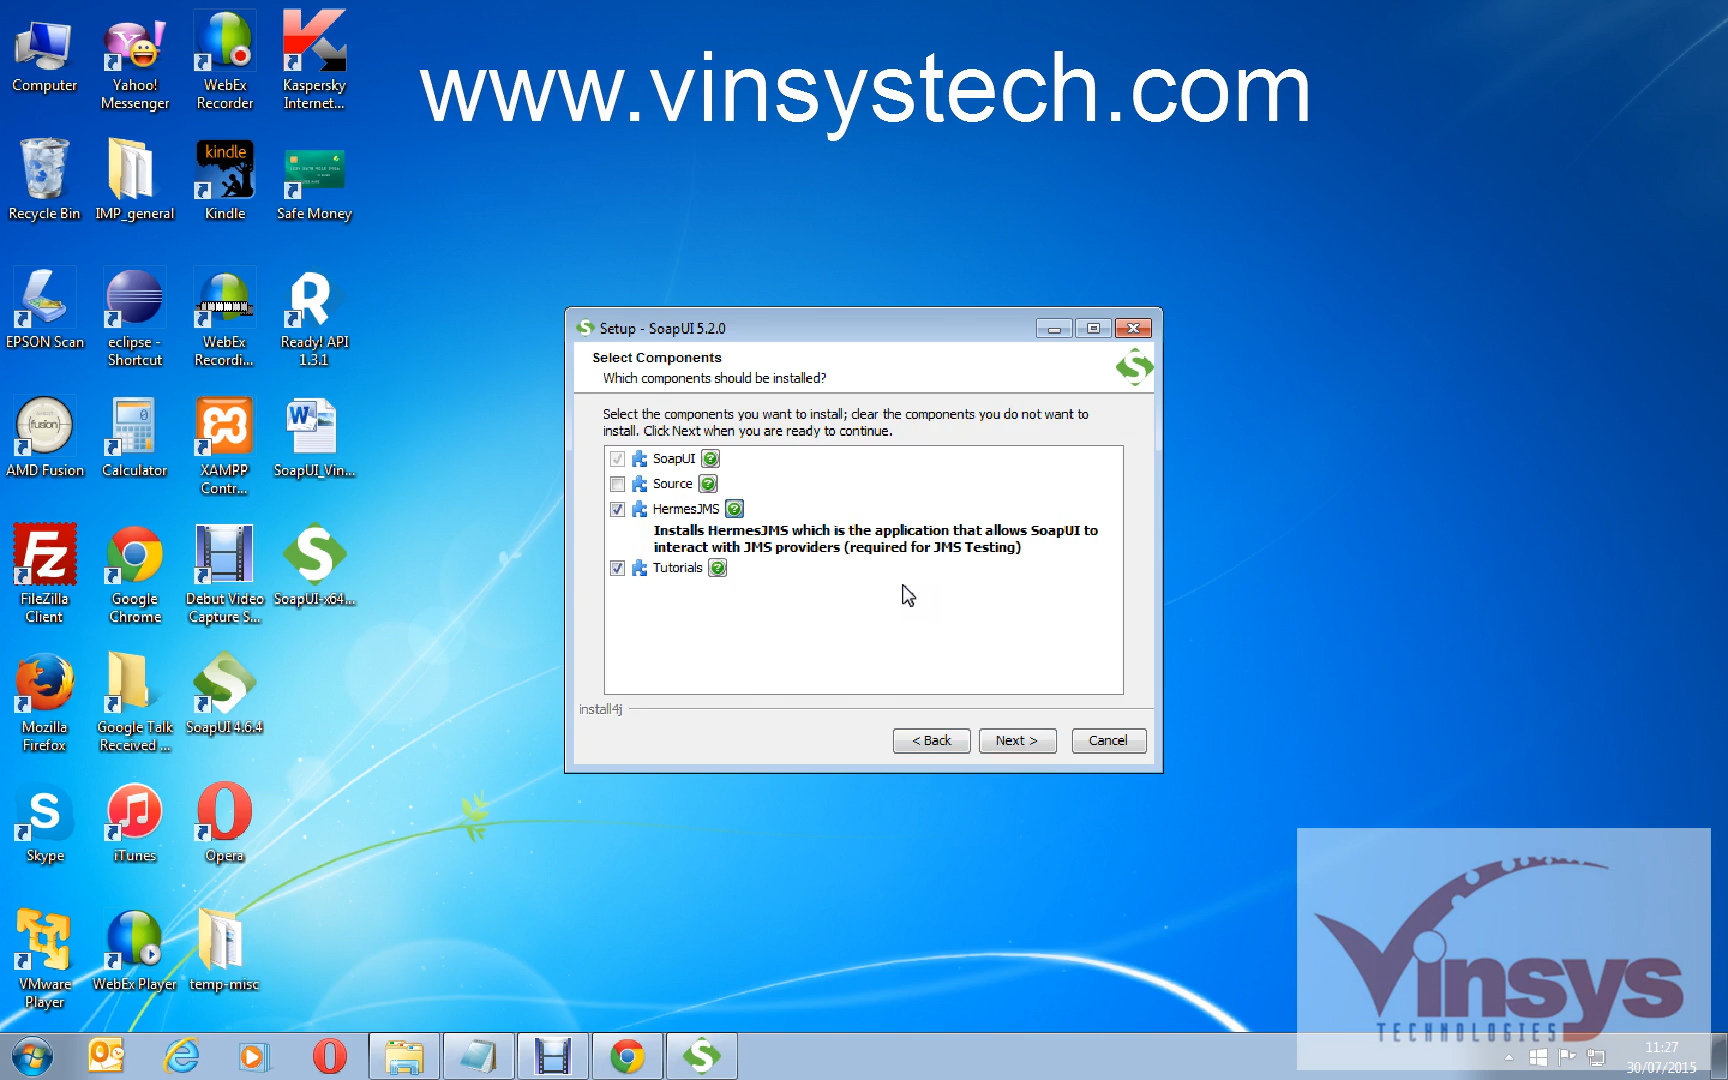 www.vinsystech.com
Computer
Yahoo!
Messenger
WebEx
Recorder
Kaspersky
Internet...
Recycle Bin
IMP_general
kindle
Kindle
Safe Money
EPSON Scan
eclipse -
Shortcut
WebEx
Recordi...
Ready! API
1.3.1
AMD Fusion
Calculator
XAMPP
Contr...
SoapUI_Vin...
FileZilla
Client
Google
Chrome
Debut Video
Capture S...
SoapUI-x64...
Mozilla
Firefox
Google Talk
Received ...
SoapUI 4.6.4
Skype
iTunes
Opera
VMware
Player
WebEx Player
temp-misc
Setup - SoapUI 5.2.0
Select Components
Which components should be installed?
Select the components you want to install; clear the components you do not want to
install. Click Next when you are ready to continue.
SoapUI
Source
HermesJMS
Installs HermesJMS which is the application that allows SoapUI to
interact with JMS providers (required for JMS Testing)
Tutorials
install4j
< Back
Next >
Cancel
Vinsys
TECHNOLOGIES
11:27
30/07/2015